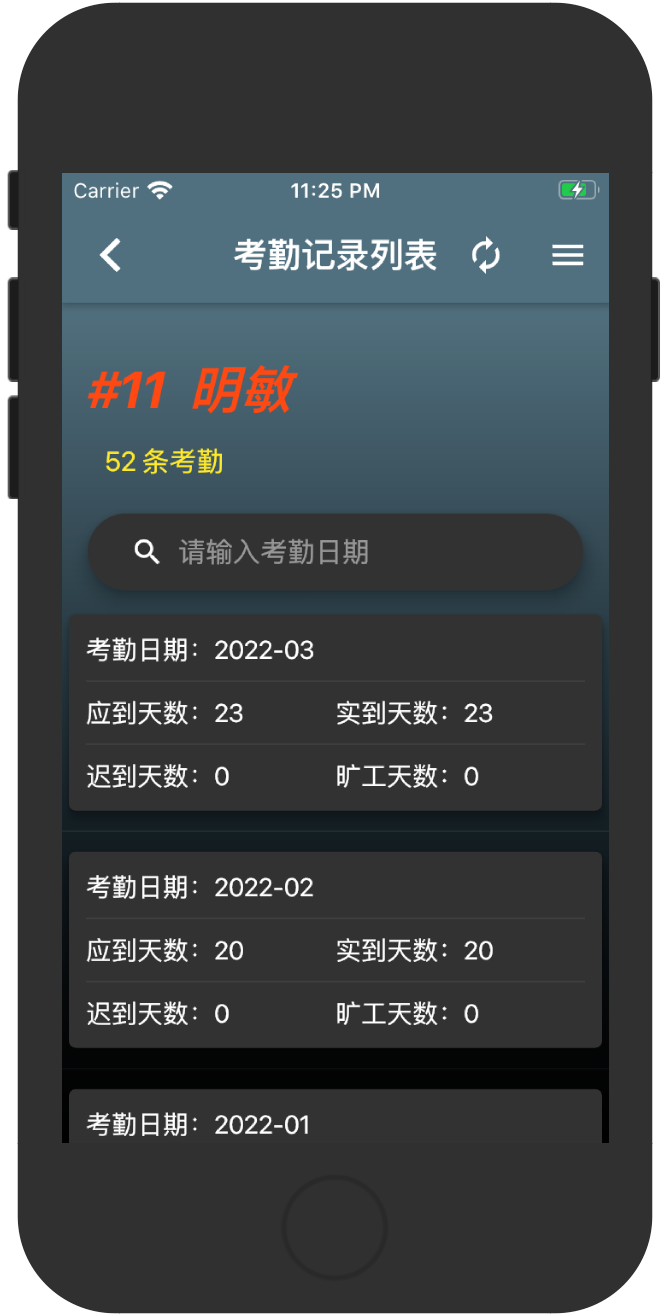 Carrier 11:25 PM
考勤记录列表
#11 明敏
52 条考勤
请输入考勤日期
考勤日期：2022-03
应到天数：23 实到天数：23
迟到天数：0 旷工天数：0
考勤日期：2022-02
应到天数：20 实到天数：20
迟到天数：0 旷工天数：0
考勤日期：2022-01